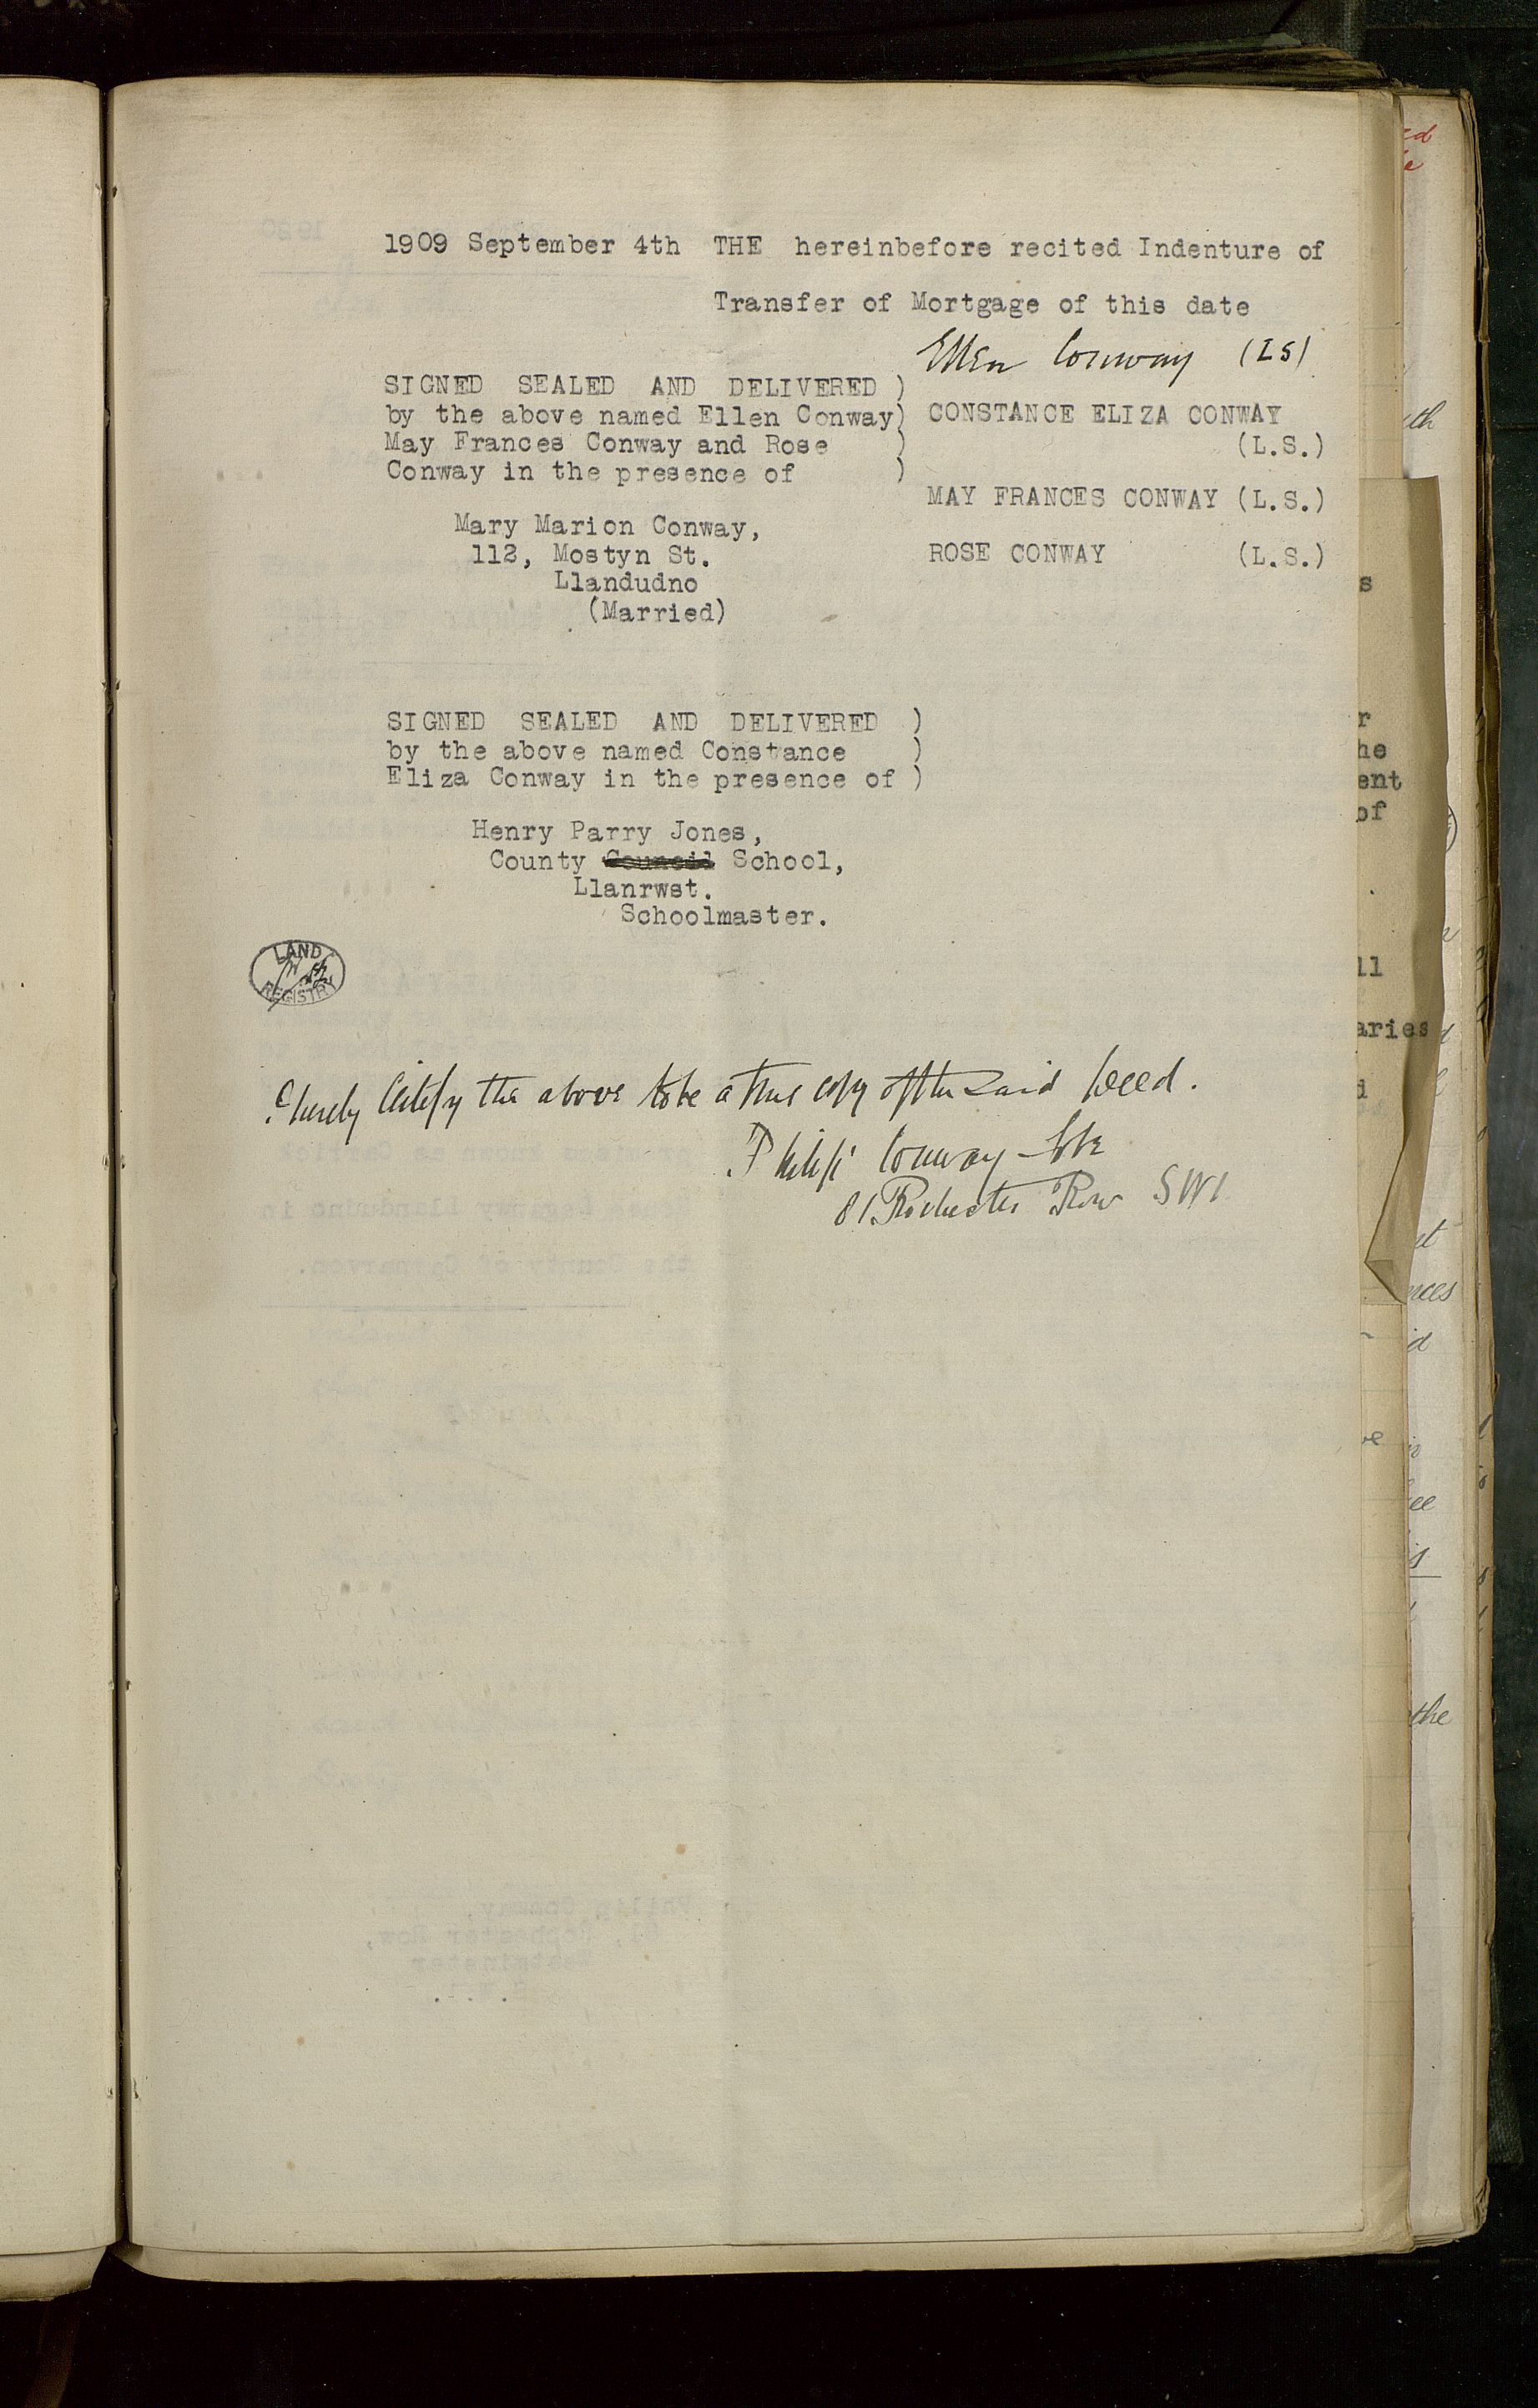 1909 September 4th THE hereinbefore recited Indenture of
Transfer of Mortgage of this date
Ellen Conway (LS)
SIGNED SEALED AND DELIVERED )
by the above named Ellen Conway)
May Frances Conway and Rose )
Conway in the presence of )
CONSTANCE ELIZA CONWAY
(L.S.)
MAY FRANCES CONWAY (L.S.)
ROSE CONWAY (L.S.)
Mary Marion Conway,
112, Mostyn St.
Llandudno
(Married)
SIGNED SEALED AND DELIVERED )
by the above named Constance )
Eliza Conway in the presence of )
Henry Parry Jones,
County Council School,
Llanrwst.
Schoolmaster.
LAND
REGISTRY
I hereby Certify the above to be a true copy of the said Deed.
Philip Conway
81 Rochester Row SW1